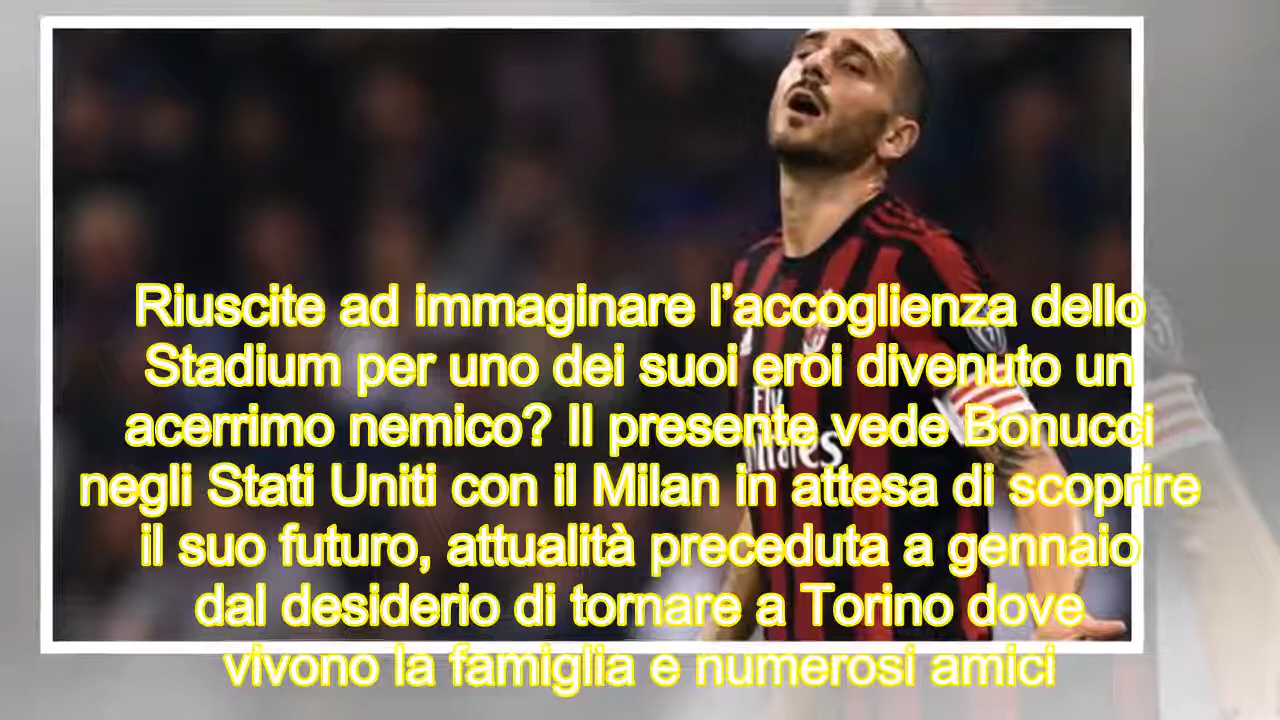 Riuscite ad immaginare l’accoglienza dello
Stadium per uno dei suoi eroi divenuto un
acerrimo nemico? Il presente vede Bonucci
negli Stati Uniti con il Milan in attesa di scoprire
il suo futuro, attualità preceduta a gennaio
dal desiderio di tornare a Torino dove
vivono la famiglia e numerosi amici
Fly
Emirates